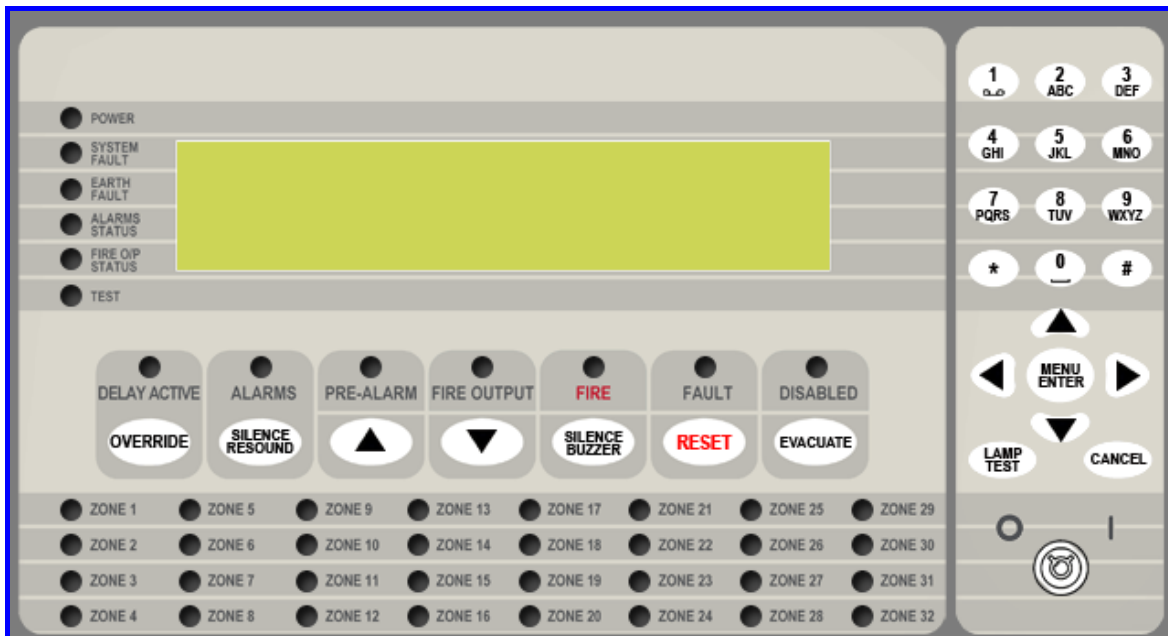 POWER
SYSTEM
FAULT
EARTH
FAULT
ALARMS
STATUS
FIRE O/P
STATUS
TEST
DELAY ACTIVE
OVERRIDE
ALARMS
SILENCE
RESOUND
PRE-ALARM
FIRE OUTPUT
FIRE
SILENCE
BUZZER
FAULT
RESET
DISABLED
EVACUATE
ZONE 1 ZONE 5 ZONE 9 ZONE 13 ZONE 17 ZONE 21 ZONE 25 ZONE 29
ZONE 2 ZONE 6 ZONE 10 ZONE 14 ZONE 18 ZONE 22 ZONE 26 ZONE 30
ZONE 3 ZONE 7 ZONE 11 ZONE 15 ZONE 19 ZONE 23 ZONE 27 ZONE 31
ZONE 4 ZONE 8 ZONE 12 ZONE 16 ZONE 20 ZONE 24 ZONE 28 ZONE 32
1
2
ABC
3
DEF
4
GHI
5
JKL
6
MNO
7
PQRS
8
TUV
9
WXYZ
*
0
#
MENU
ENTER
LAMP
TEST
CANCEL
O I